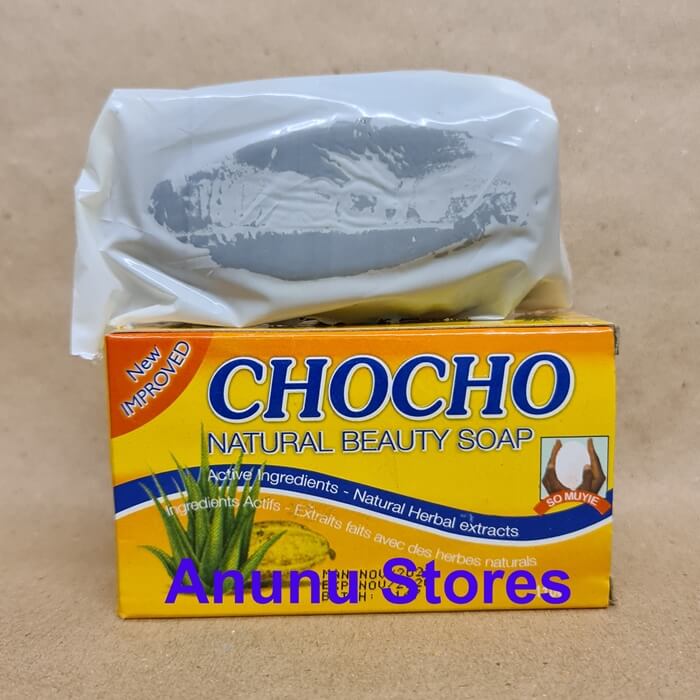 New
IMPROVED
CHOCHO
NATURAL BEAUTY SOAP
Active Ingredients - Natural Herbal extracts
Ingredients Actifs - Extraits faits avec des herbes naturals
SO MUYIE
Anunu Stores